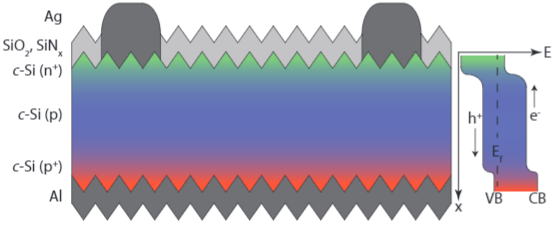 Ag
SiO2, SiNx
c-Si (n+)
c-Si (p)
c-Si (p+)
Al
E
h+
e-
Ef
x
VB
CB